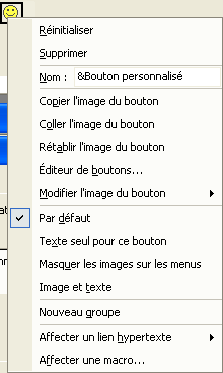 Réinitialiser
Supprimer
Nom : &Bouton personnalisé
Copier l'image du bouton
Coller l'image du bouton
Rétablir l'image du bouton
Éditeur de boutons...
Modifier l'image du bouton
Par défaut
Texte seul pour ce bouton
Masquer les images sur les menus
Image et texte
Nouveau groupe
Affecter un lien hypertexte
Affecter une macro...